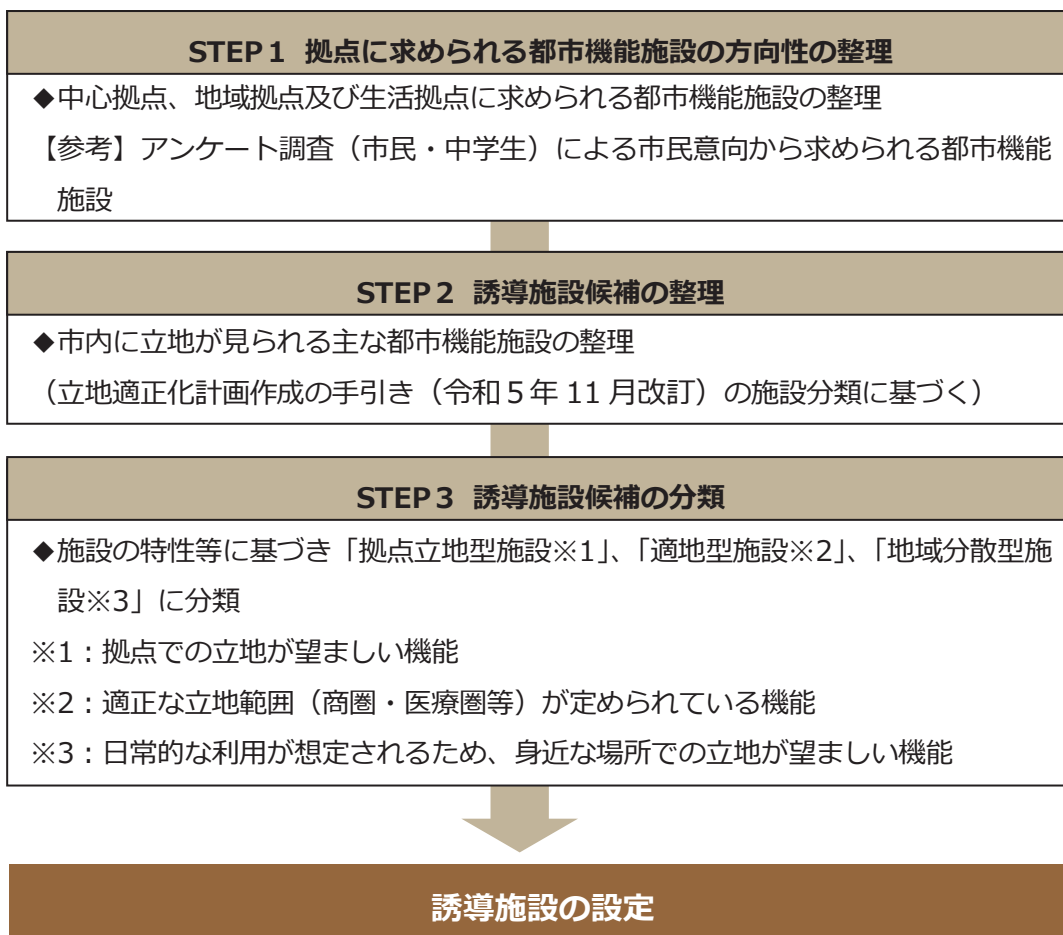 STEP1 拠点に求められる都市機能施設の方向性の整理
◆中心拠点、地域拠点及び生活拠点に求められる都市機能施設の整理
【参考】アンケート調査（市民・中学生）による市民意向から求められる都市機能
施設
STEP2 誘導施設候補の整理
◆市内に立地が見られる主な都市機能施設の整理
（立地適正化計画作成の手引き（令和５年 11 月改訂）の施設分類に基づく）
STEP3 誘導施設候補の分類
◆施設の特性等に基づき「拠点立地型施設※1」、「適地型施設※2」、「地域分散型施
設※3」に分類
※1：拠点での立地が望ましい機能
※2：適正な立地範囲（商圏・医療圏等）が定められている機能
※3：日常的な利用が想定されるため、身近な場所での立地が望ましい機能
誘導施設の設定